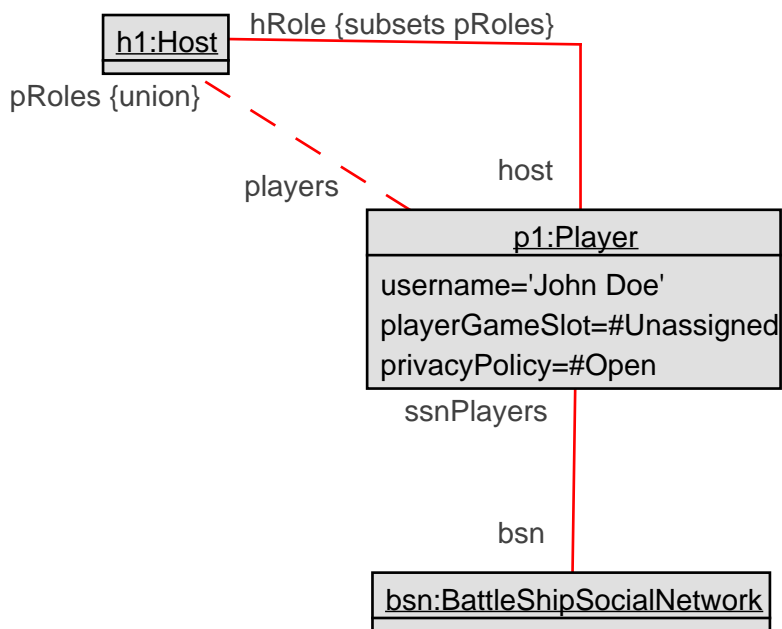 hRole {subsets pRoles}
h1:Host
pRoles {union}
players
host
p1:Player
username='John Doe'
playerGameSlot=#Unassigned
privacyPolicy=#Open
ssnPlayers
bsn
bsn:BattleShipSocialNetwork